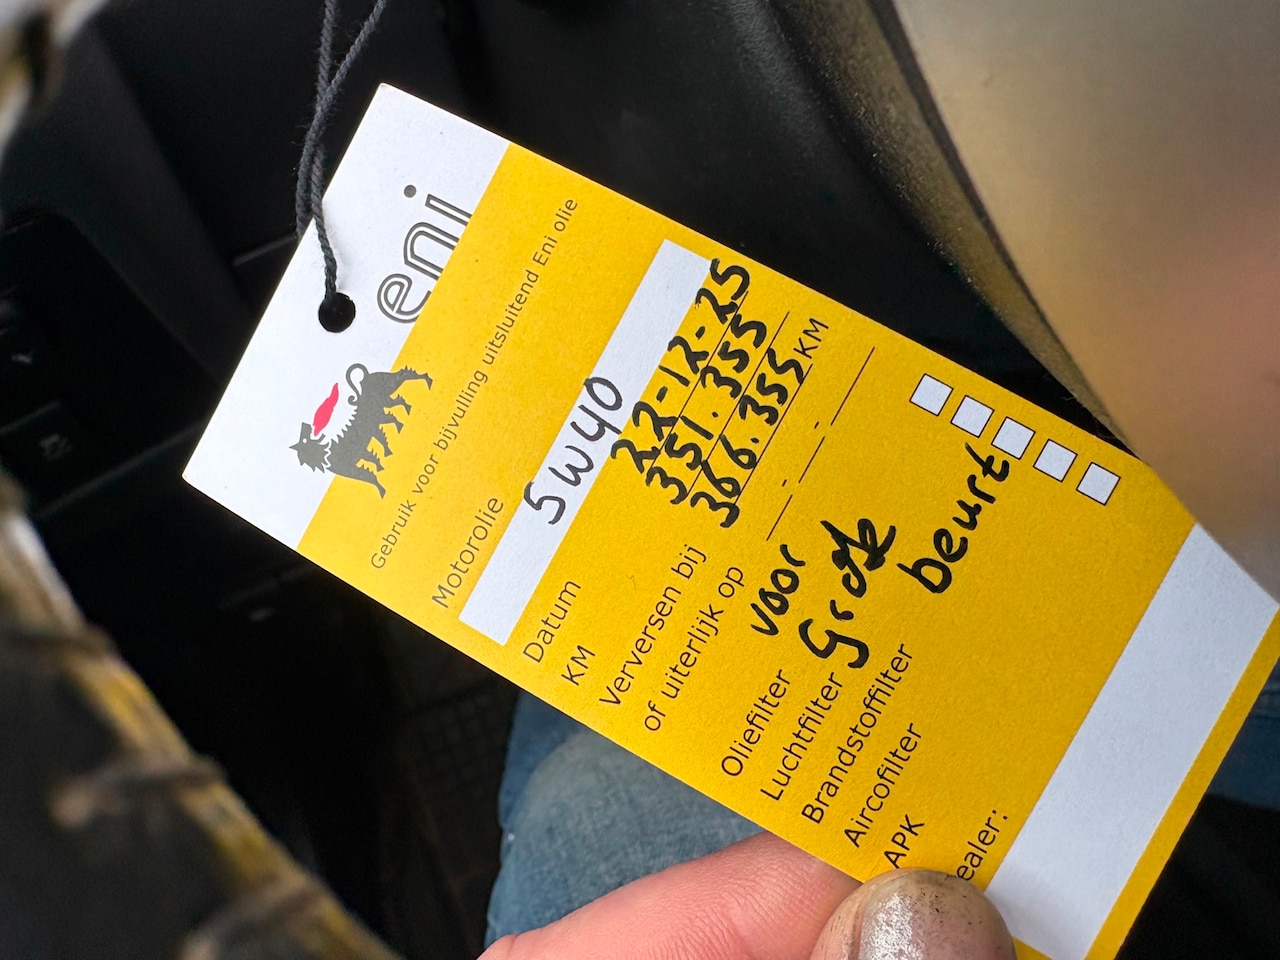 eni
Gebruik voor bijvulling uitsluitend Eni olie
Motorolie 5W40
Datum 22-12-25
KM 351.355
Verversen bij 366.355 KM
of uiterlijk op
voor
Grote
beurt
Oliefilter
Luchtfilter
Brandstoffilter
Aircofilter
APK
ealer: